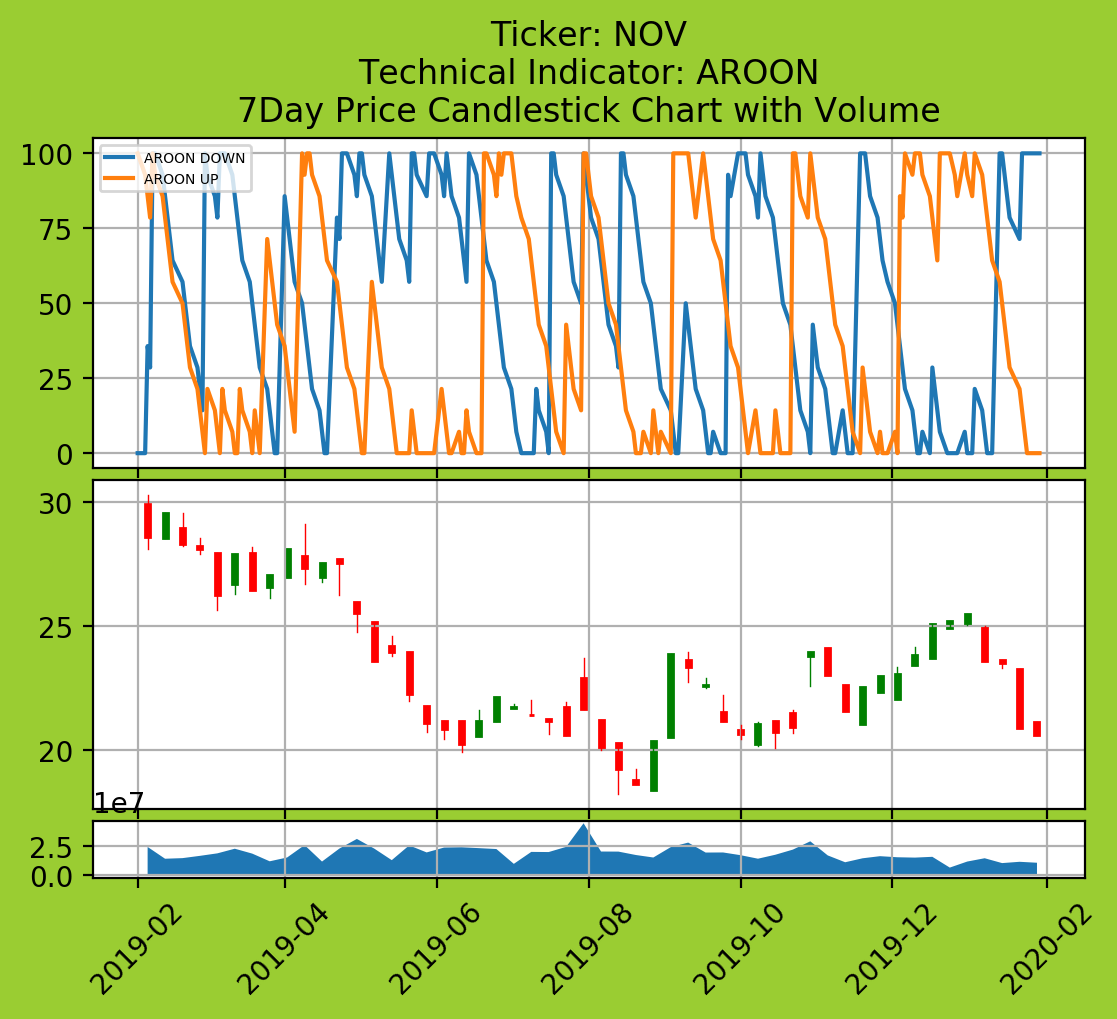 Ticker: NOV
Technical Indicator: AROON
7Day Price Candlestick Chart with Volume
AROON DOWN
AROON UP
100
75
50
25
0
30
25
20
1e7
2.5
0.0
2019-02
2019-04
2019-06
2019-08
2019-10
2019-12
2020-02